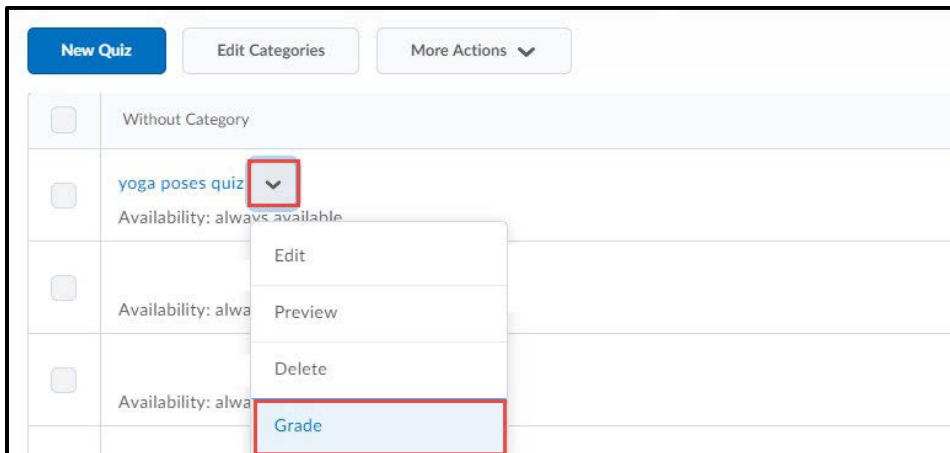 New Quiz Edit Categories More Actions
Without Category
yoga poses quiz
Availability: always available
Edit
Availability: alwa
Preview
Delete
Availability: alwa
Grade